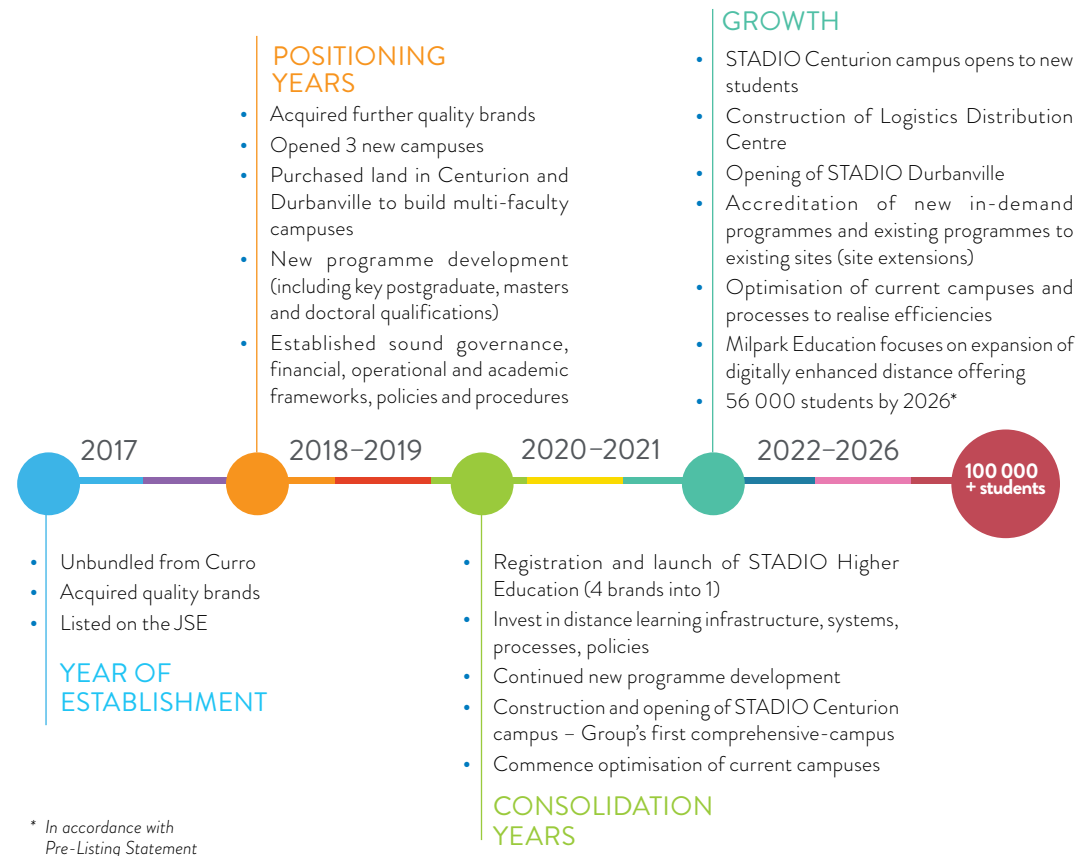 POSITIONING
YEARS
• Acquired further quality brands
• Opened 3 new campuses
• Purchased land in Centurion and
Durbanville to build multi-faculty
campuses
• New programme development
(including key postgraduate, masters
and doctoral qualifications)
• Established sound governance,
financial, operational and academic
frameworks, policies and procedures
GROWTH
• STADIO Centurion campus opens to new
students
• Construction of Logistics Distribution
Centre
• Opening of STADIO Durbanville
• Accreditation of new in-demand
programmes and existing programmes to
existing sites (site extensions)
• Optimisation of current campuses and
processes to realise efficiencies
• Milpark Education focuses on expansion of
digitally enhanced distance offering
• 56 000 students by 2026*
2017
2018–2019
2020–2021
2022–2026
100 000
+ students
• Unbundled from Curro
• Acquired quality brands
• Listed on the JSE
YEAR OF
ESTABLISHMENT
• Registration and launch of STADIO Higher
Education (4 brands into 1)
• Invest in distance learning infrastructure, systems,
processes, policies
• Continued new programme development
• Construction and opening of STADIO Centurion
campus – Group's first comprehensive-campus
• Commence optimisation of current campuses
CONSOLIDATION
YEARS
* In accordance with
Pre-Listing Statement